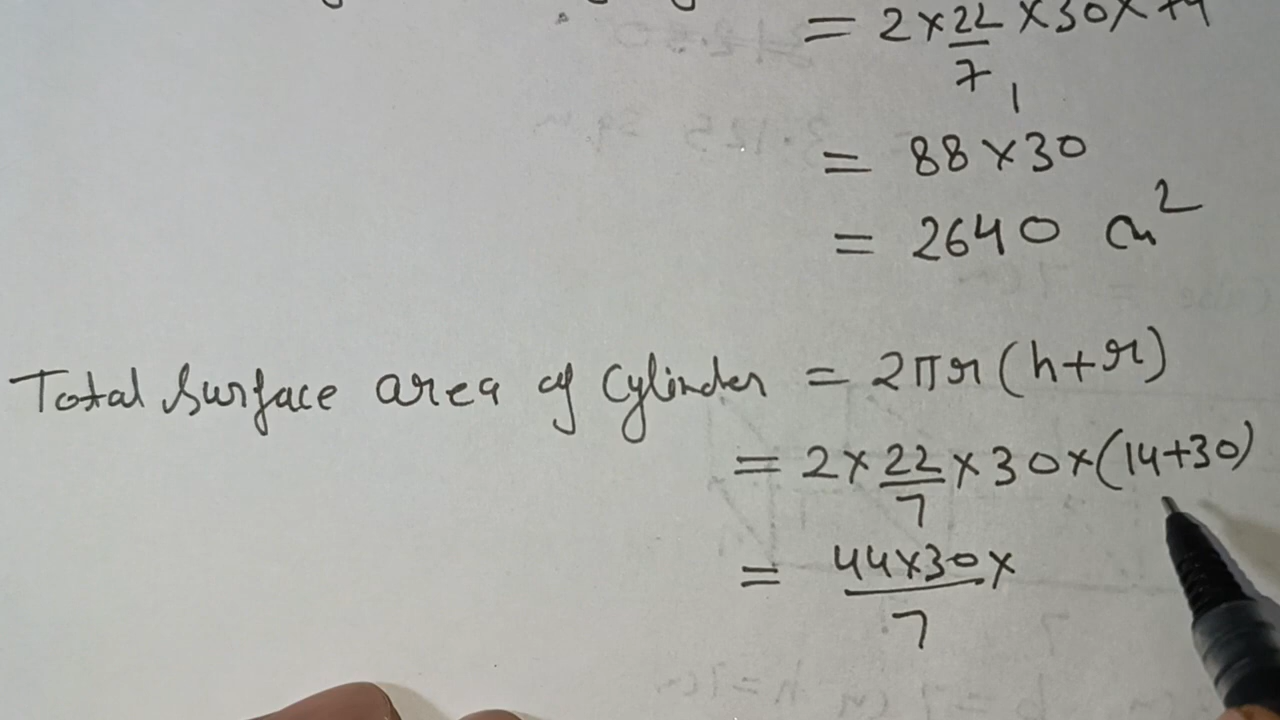 = 2 × 22/7 × 30 ×
1
= 88 × 30
= 2640 cm²
Total surface area of cylinder = 2πr(h+r)
= 2 × 22/7 × 30 × (14+30)
= 44×30×/7